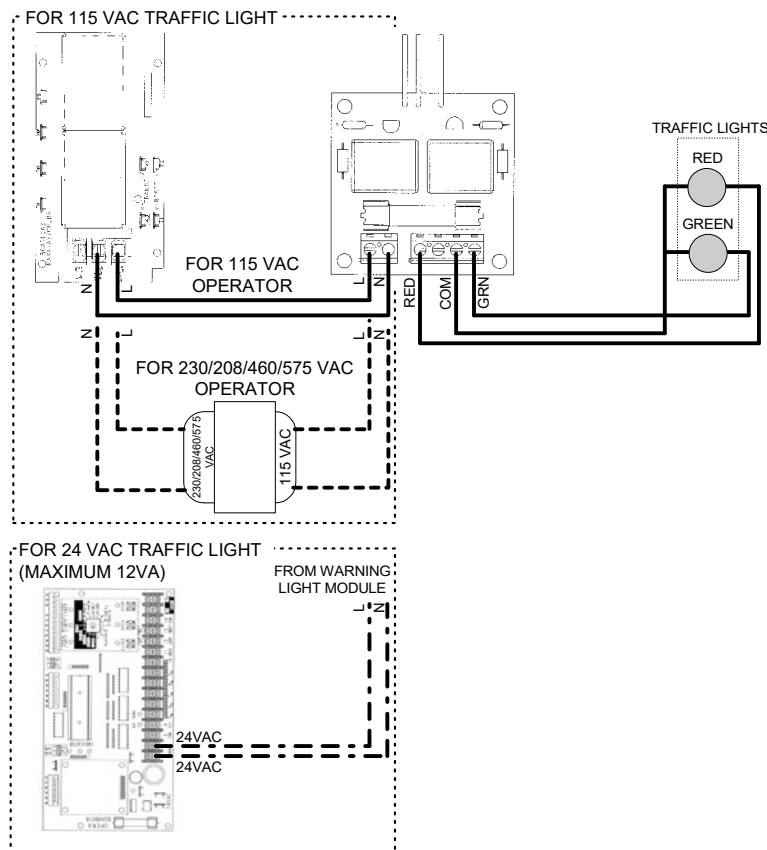 FOR 115 VAC TRAFFIC LIGHT
TRAFFIC LIGHTS
RED
GREEN
FOR 115 VAC
OPERATOR
N
L
L
N
RED
COM
GRN
N
L
L
N
FOR 230/208/460/575 VAC
OPERATOR
230/208/460/575
VAC
115 VAC
FOR 24 VAC TRAFFIC LIGHT
(MAXIMUM 12VA)
FROM WARNING
LIGHT MODULE
L
N
24VAC
24VAC